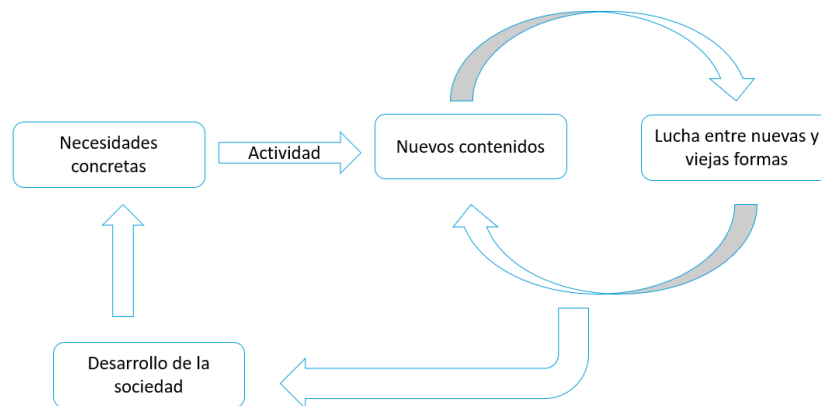 Necesidades
concretas
Actividad
Nuevos contenidos
Lucha entre nuevas y
viejas formas
Desarrollo de la
sociedad